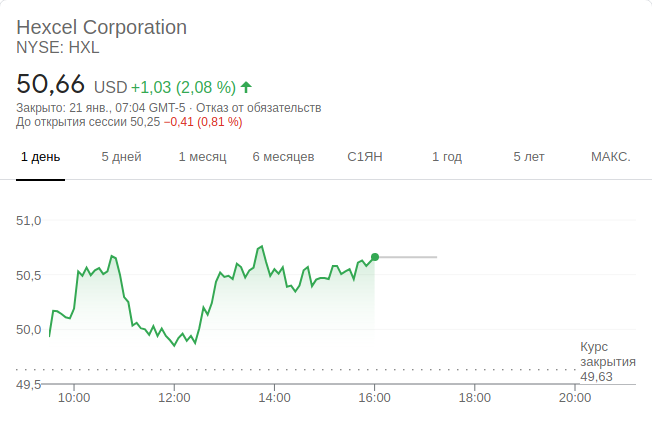 Hexcel Corporation
NYSE: HXL
50,66 USD +1,03 (2,08 %)
Закрыто: 21 янв., 07:04 GMT-5 · Отказ от обязательств
До открытия сессии 50,25 −0,41 (0,81 %)
1 день 5 дней 1 месяц 6 месяцев С1ЯН 1 год 5 лет МАКС.
51,0
50,5
50,0
Курс
закрытия
49,63
49,5
10:00 12:00 14:00 16:00 18:00 20:00